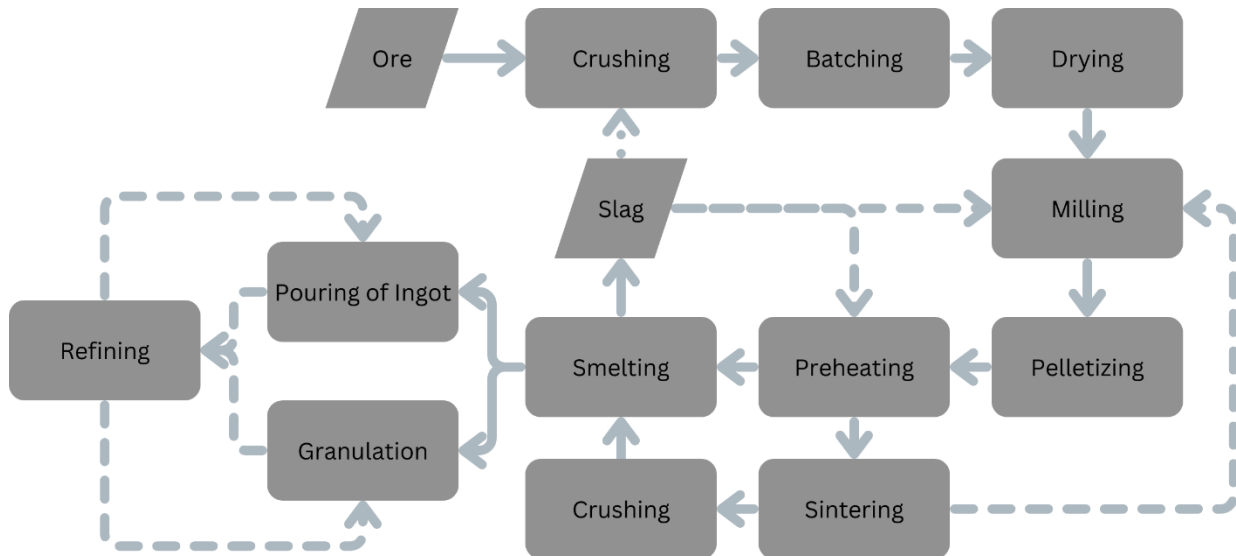 Ore
Crushing
Batching
Drying
Slag
Milling
Pouring of Ingot
Refining
Smelting
Preheating
Pelletizing
Granulation
Crushing
Sintering